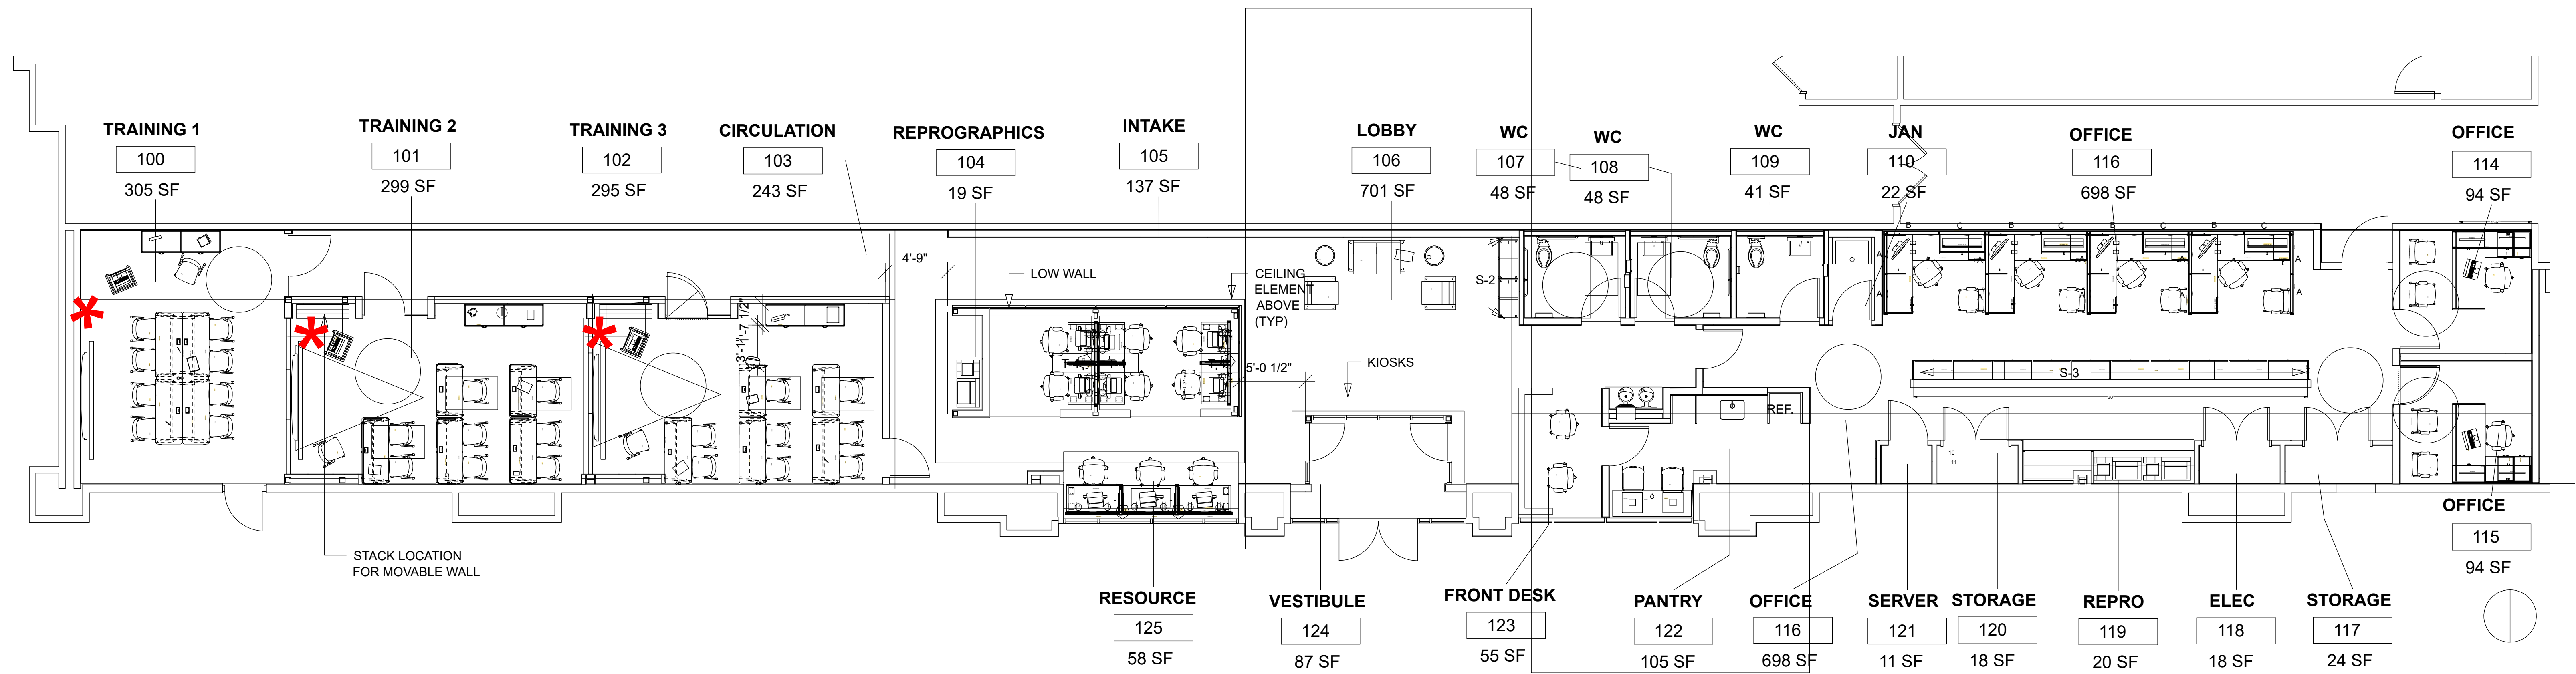 TRAINING 1
100
305 SF
TRAINING 2
101
299 SF
TRAINING 3
102
295 SF
CIRCULATION
103
243 SF
REPROGRAPHICS
104
19 SF
INTAKE
105
137 SF
LOBBY
106
701 SF
WC
107
48 SF
WC
108
48 SF
WC
109
41 SF
JAN
110
22 SF
OFFICE
116
698 SF
OFFICE
114
94 SF
4'-9"
LOW WALL
CEILING
ELEMENT
ABOVE
(TYP)
S-2
B
C
B
C
B
C
B
C
A
A
A
A
A
A
A
A
A
A
KIOSKS
5'-0 1/2"
S-3
30'
REF.
10
11
STACK LOCATION
FOR MOVABLE WALL
RESOURCE
125
58 SF
VESTIBULE
124
87 SF
FRONT DESK
123
55 SF
PANTRY
122
105 SF
OFFICE
116
698 SF
SERVER
121
11 SF
STORAGE
120
18 SF
REPRO
119
20 SF
ELEC
118
18 SF
STORAGE
117
24 SF
OFFICE
115
94 SF